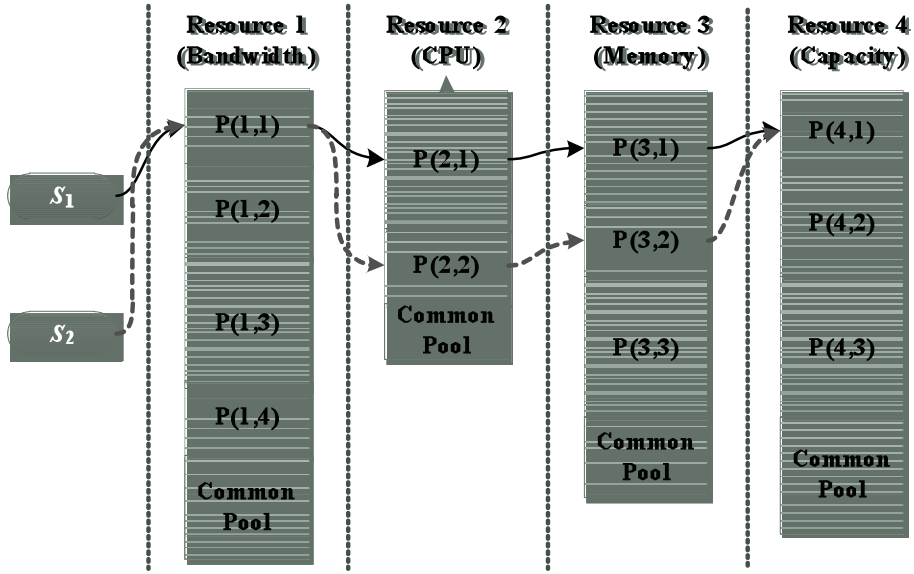 Resource 1
(Bandwidth)
Resource 2
(CPU)
Resource 3
(Memory)
Resource 4
(Capacity)
S1
S2
P(1,1)
P(1,2)
P(1,3)
P(1,4)
Common
Pool
P(2,1)
P(2,2)
Common
Pool
P(3,1)
P(3,2)
P(3,3)
Common
Pool
P(4,1)
P(4,2)
P(4,3)
Common
Pool